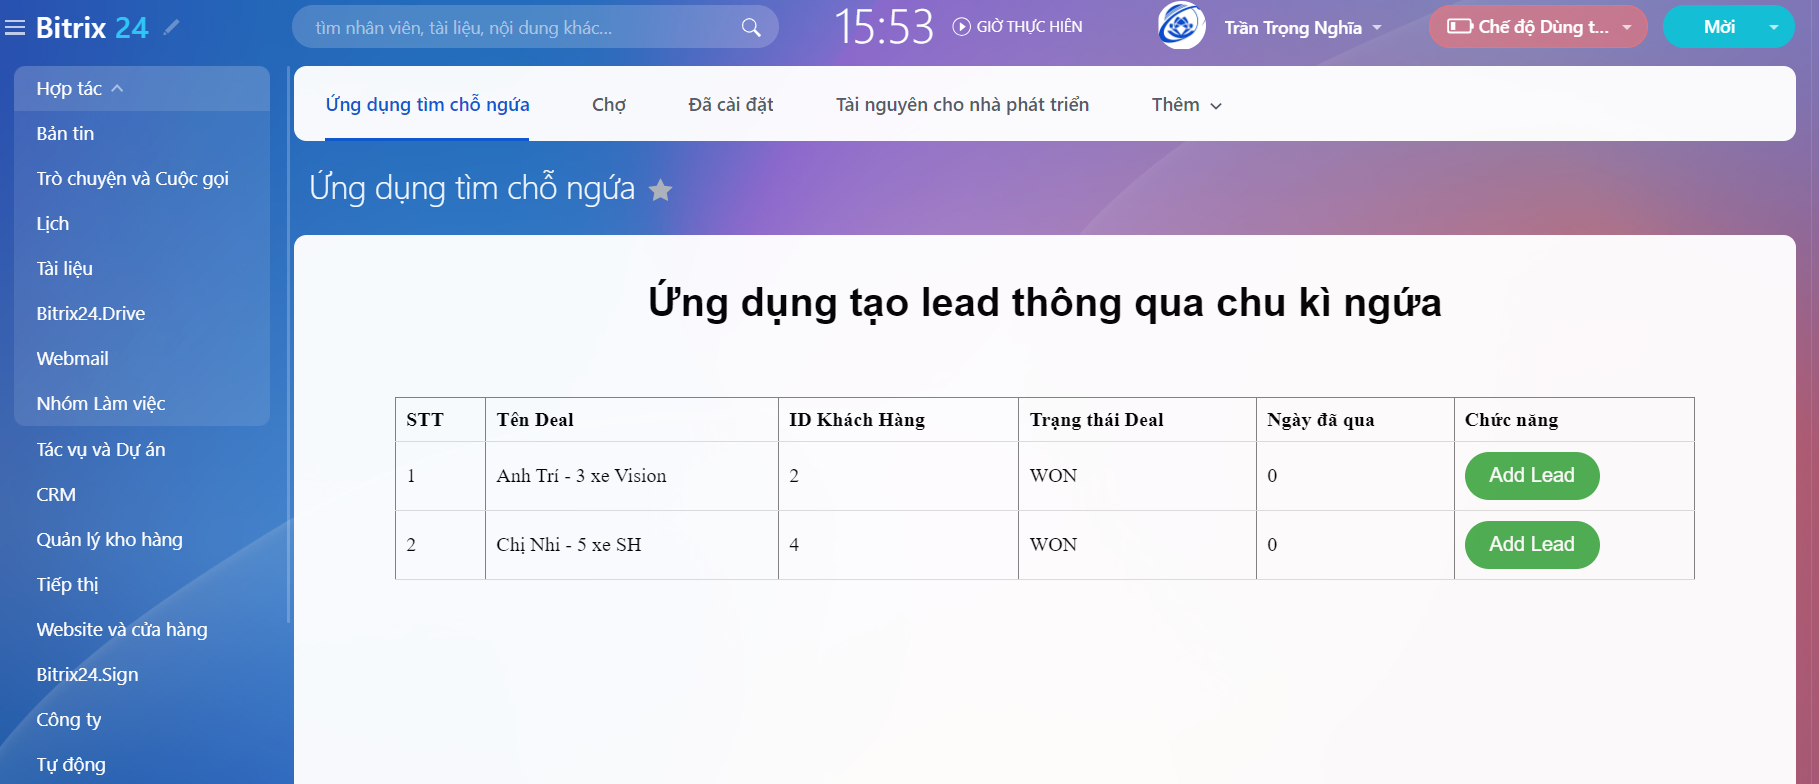 Bitrix 24
tìm nhân viên, tài liệu, nội dung khác...
15:53
GIỜ THỰC HIỆN
Trần Trọng Nghĩa
Chế độ Dùng t...
Mời
Hợp tác
Bản tin
Trò chuyện và Cuộc gọi
Lịch
Tài liệu
Bitrix24.Drive
Webmail
Nhóm Làm việc
Tác vụ và Dự án
CRM
Quản lý kho hàng
Tiếp thị
Website và cửa hàng
Bitrix24.Sign
Công ty
Tự động
Ứng dụng tìm chỗ ngứa
Chợ
Đã cài đặt
Tài nguyên cho nhà phát triển
Thêm
Ứng dụng tìm chỗ ngứa
Ứng dụng tạo lead thông qua chu kì ngứa
STT Tên Deal ID Khách Hàng Trạng thái Deal Ngày đã qua Chức năng
1 Anh Trí - 3 xe Vision 2 WON 0 Add Lead
2 Chị Nhi - 5 xe SH 4 WON 0 Add Lead